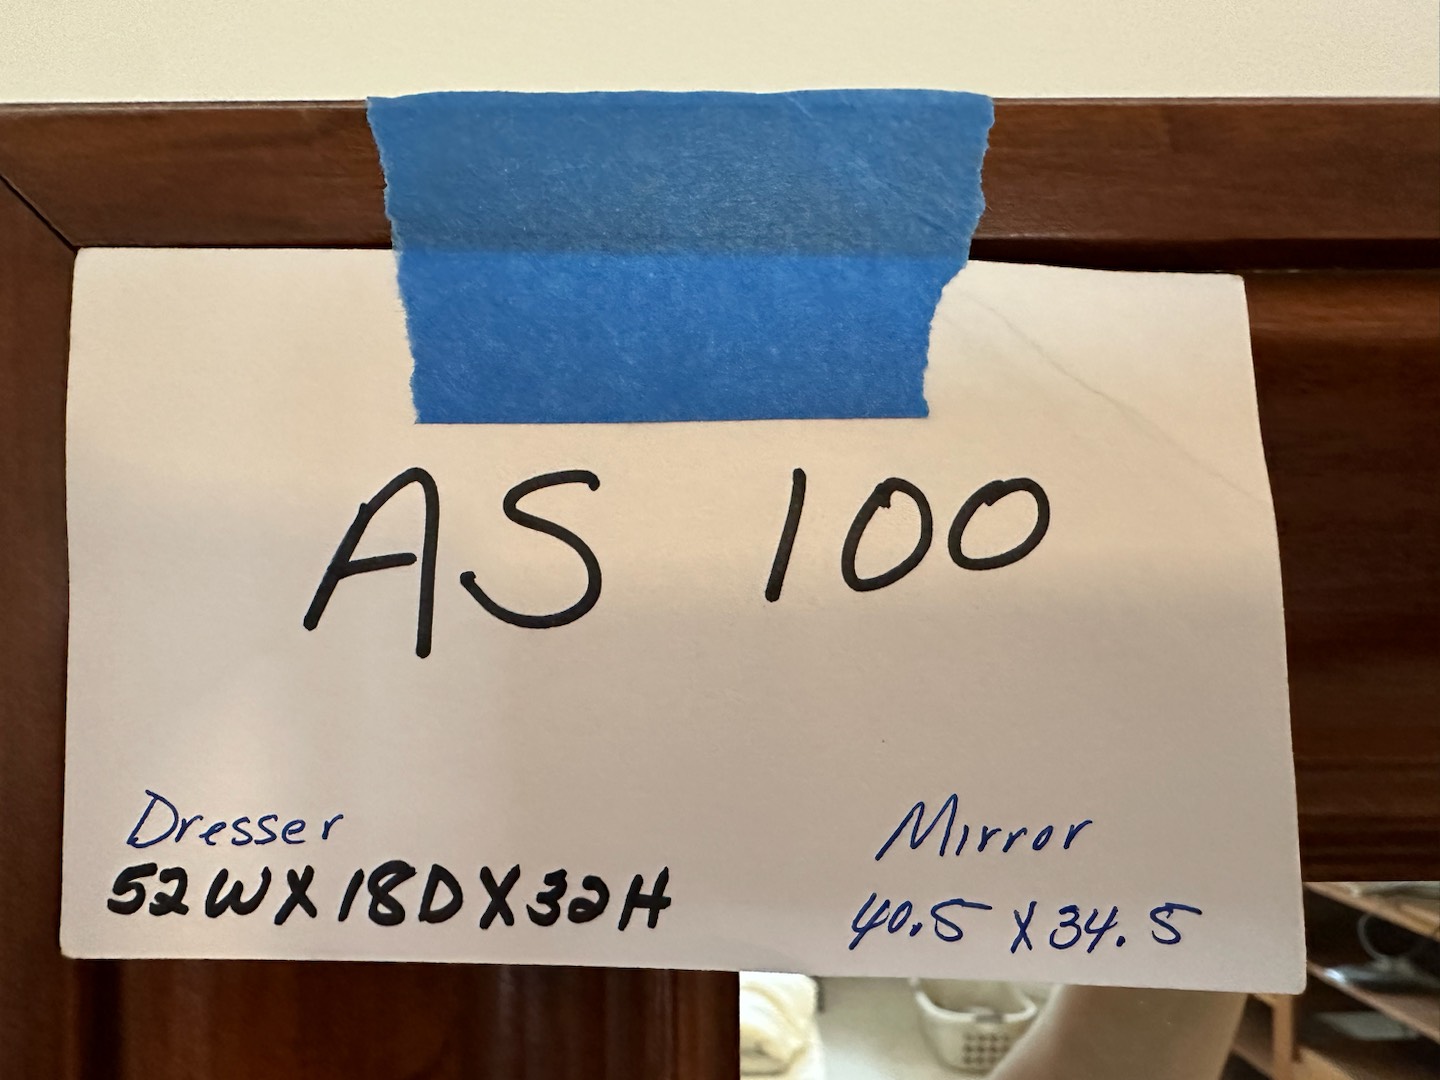 AS 100
Dresser
52WX18DX32H
Mirror
40.5 X 34.5